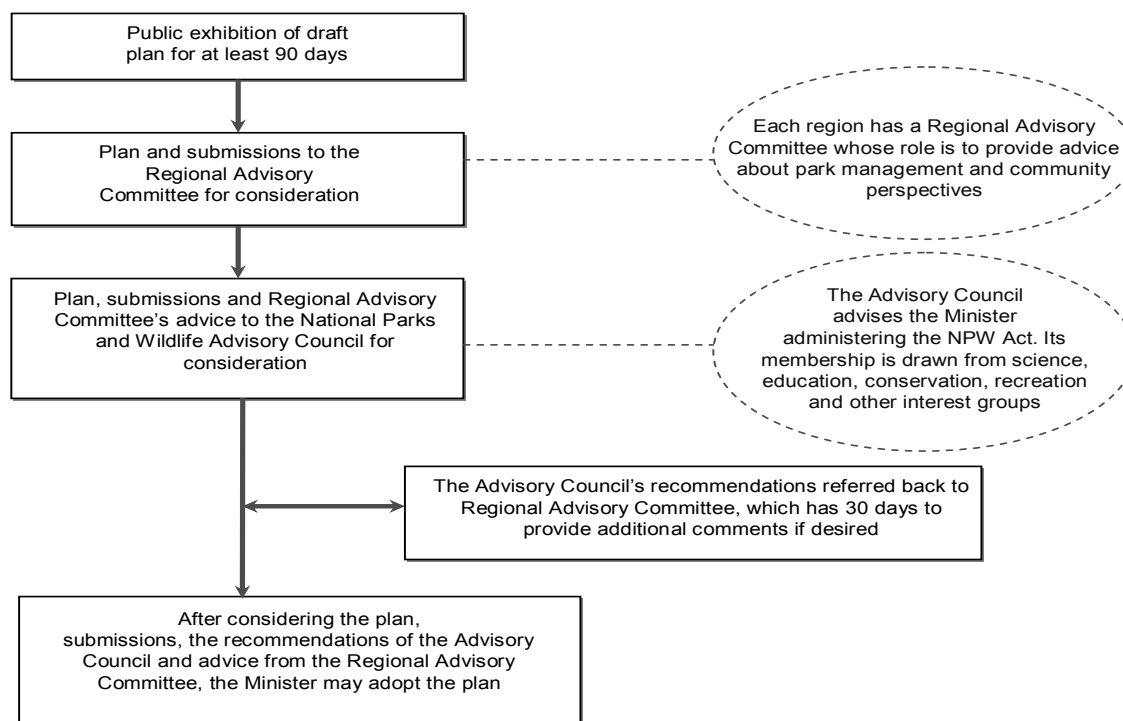 Public exhibition of draft
plan for at least 90 days
Plan and submissions to the
Regional Advisory
Committee for consideration
Each region has a Regional Advisory
Committee whose role is to provide advice
about park management and community
perspectives
Plan, submissions and Regional Advisory
Committee's advice to the National Parks
and Wildlife Advisory Council for
consideration
The Advisory Council
advises the Minister
administering the NPW Act. Its
membership is drawn from science,
education, conservation, recreation
and other interest groups
The Advisory Council's recommendations referred back to
Regional Advisory Committee, which has 30 days to
provide additional comments if desired
After considering the plan,
submissions, the recommendations of the Advisory
Council and advice from the Regional Advisory
Committee, the Minister may adopt the plan